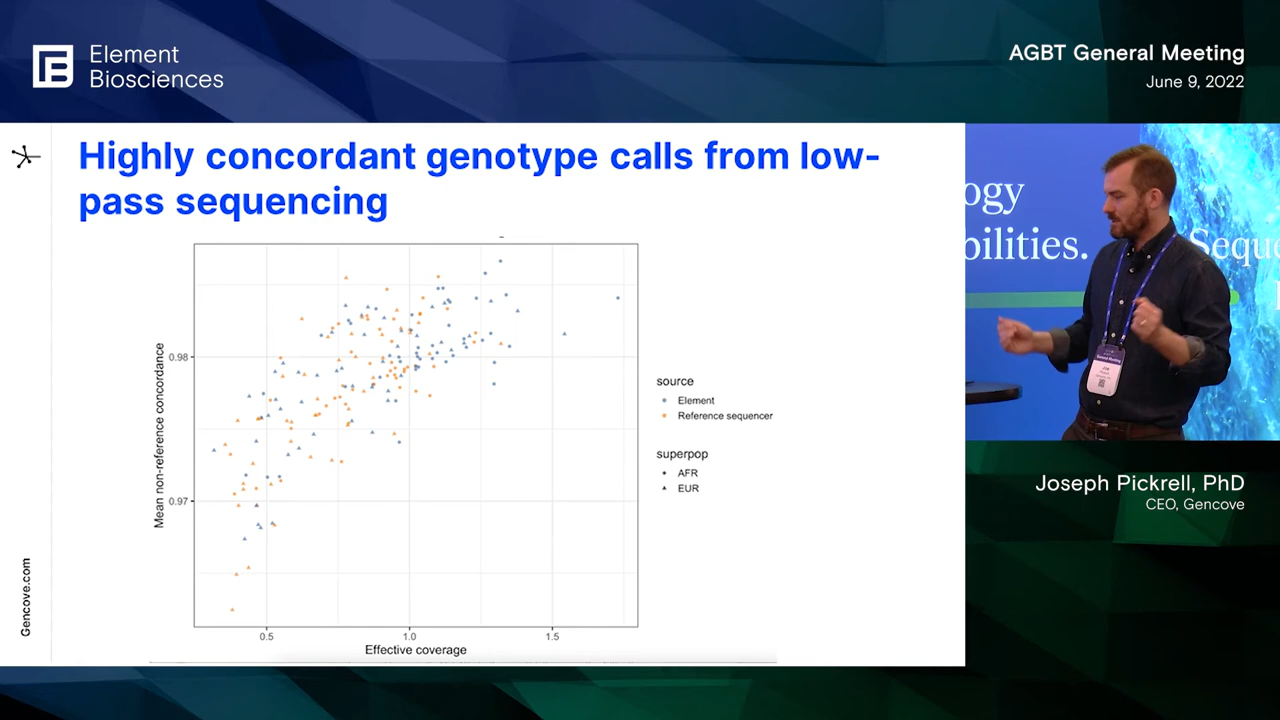 Element
Biosciences
AGBT General Meeting
June 9, 2022
Highly concordant genotype calls from low-
pass sequencing
Mean non-reference concordance
0.98
0.97
0.5
1.0
1.5
Effective coverage
source
Element
Reference sequencer
superpop
AFR
EUR
Gencove.com
ogy
bilities.
Sequ
Joseph Pickrell, PhD
CEO, Gencove